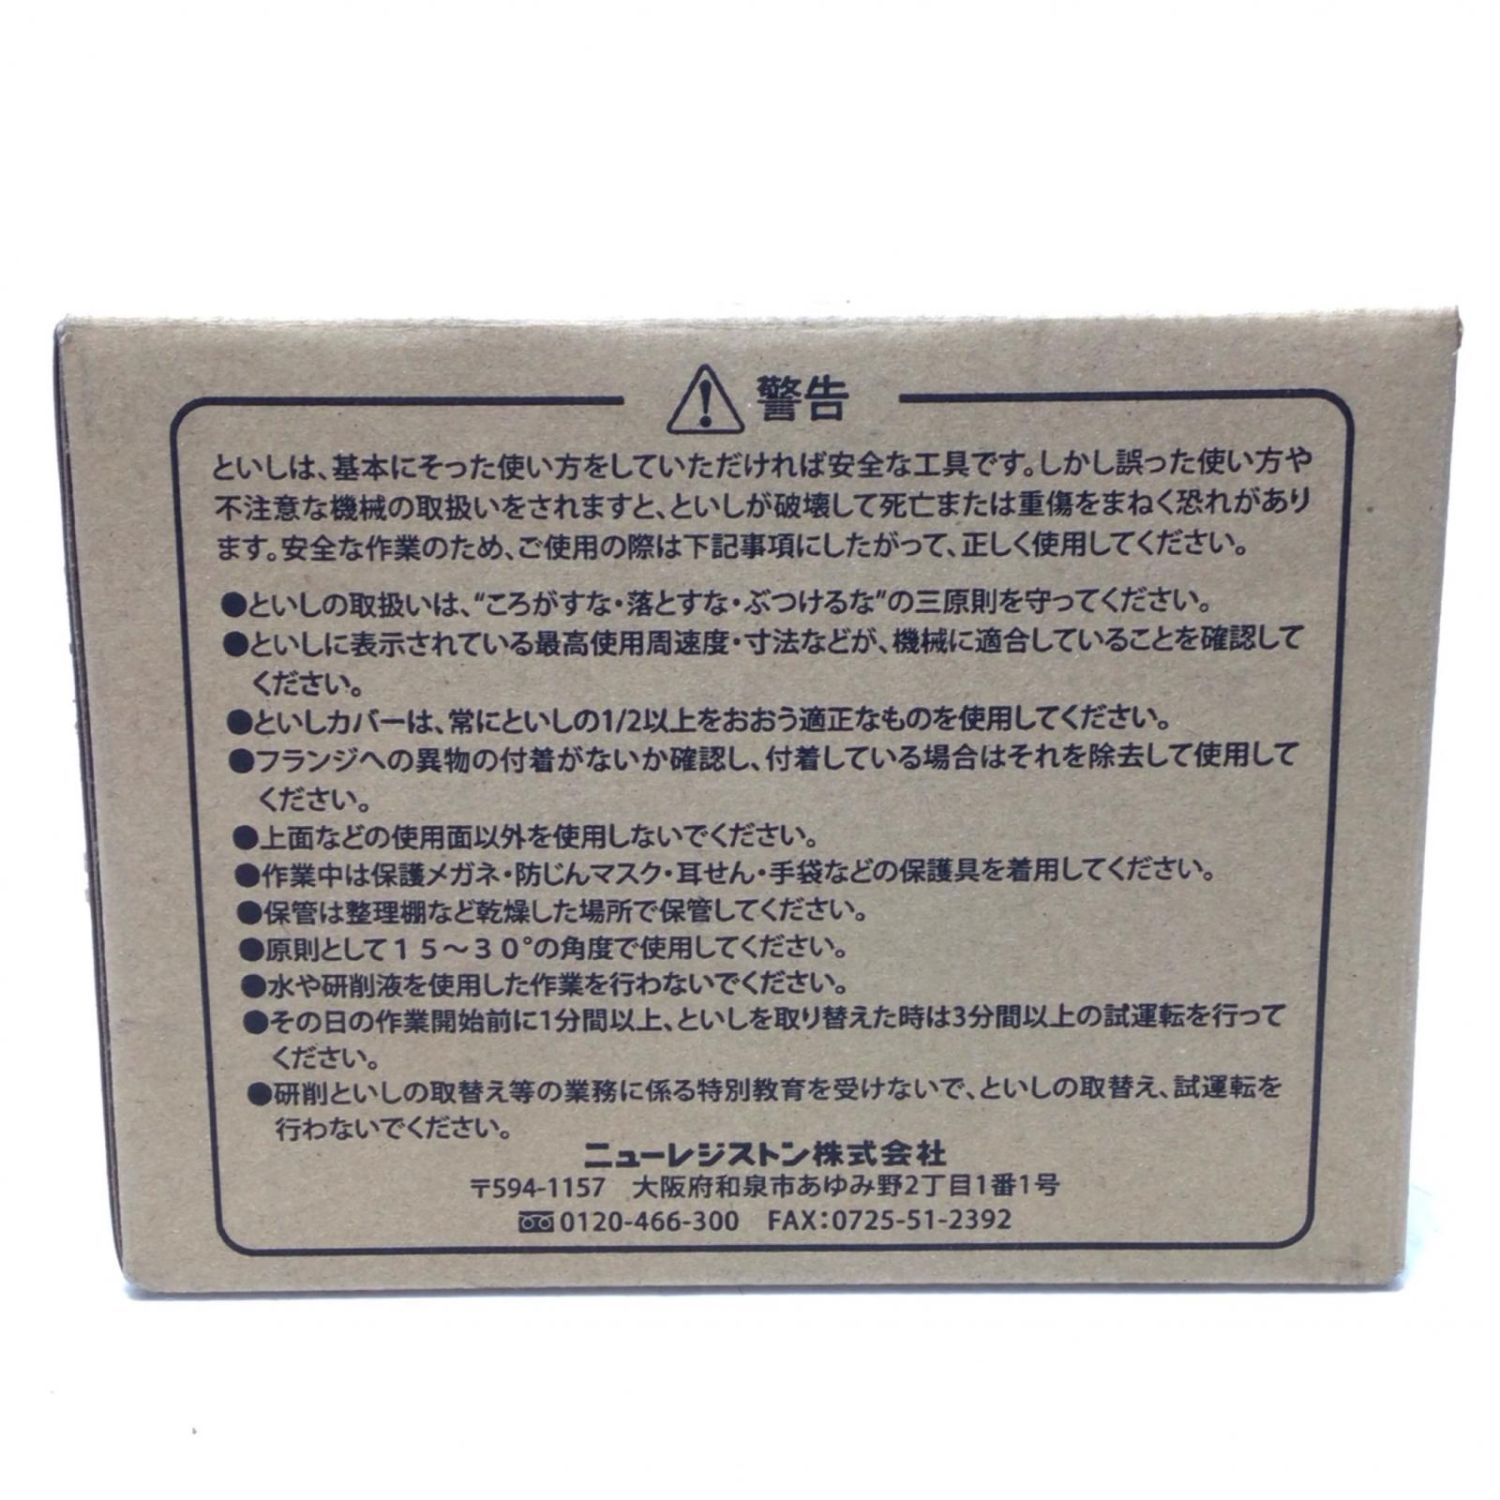 警告
といしは、基本にそった使い方をしていただければ安全な工具です。しかし誤った使い方や
不注意な機械の取扱いをされますと、といしが破壊して死亡または重傷をまねく恐れがあり
ます。安全な作業のため、ご使用の際は下記事項にしたがって、正しく使用してください。
●といしの取扱いは、“ころがすな・落とすな・ぶつけるな”の三原則を守ってください。
●といしに表示されている最高使用周速度・寸法などが、機械に適合していることを確認して
ください。
●といしカバーは、常にといしの1/2以上をおおう適正なものを使用してください。
●フランジへの異物の付着がないか確認し、付着している場合はそれを除去して使用して
ください。
●上面などの使用面以外を使用しないでください。
●作業中は保護メガネ・防じんマスク・耳せん・手袋などの保護具を着用してください。
●保管は整理棚など乾燥した場所で保管してください。
●原則として15〜30°の角度で使用してください。
●水や研削液を使用した作業を行わないでください。
●その日の作業開始前に1分間以上、といしを取り替えた時は3分間以上の試運転を行って
ください。
●研削といしの取替え等の業務に係る特別教育を受けないで、といしの取替え、試運転を
行わないでください。
ニューレジストン株式会社
〒594-1157 大阪府和泉市あゆみ野2丁目1番1号
0120-466-300 FAX:0725-51-2392